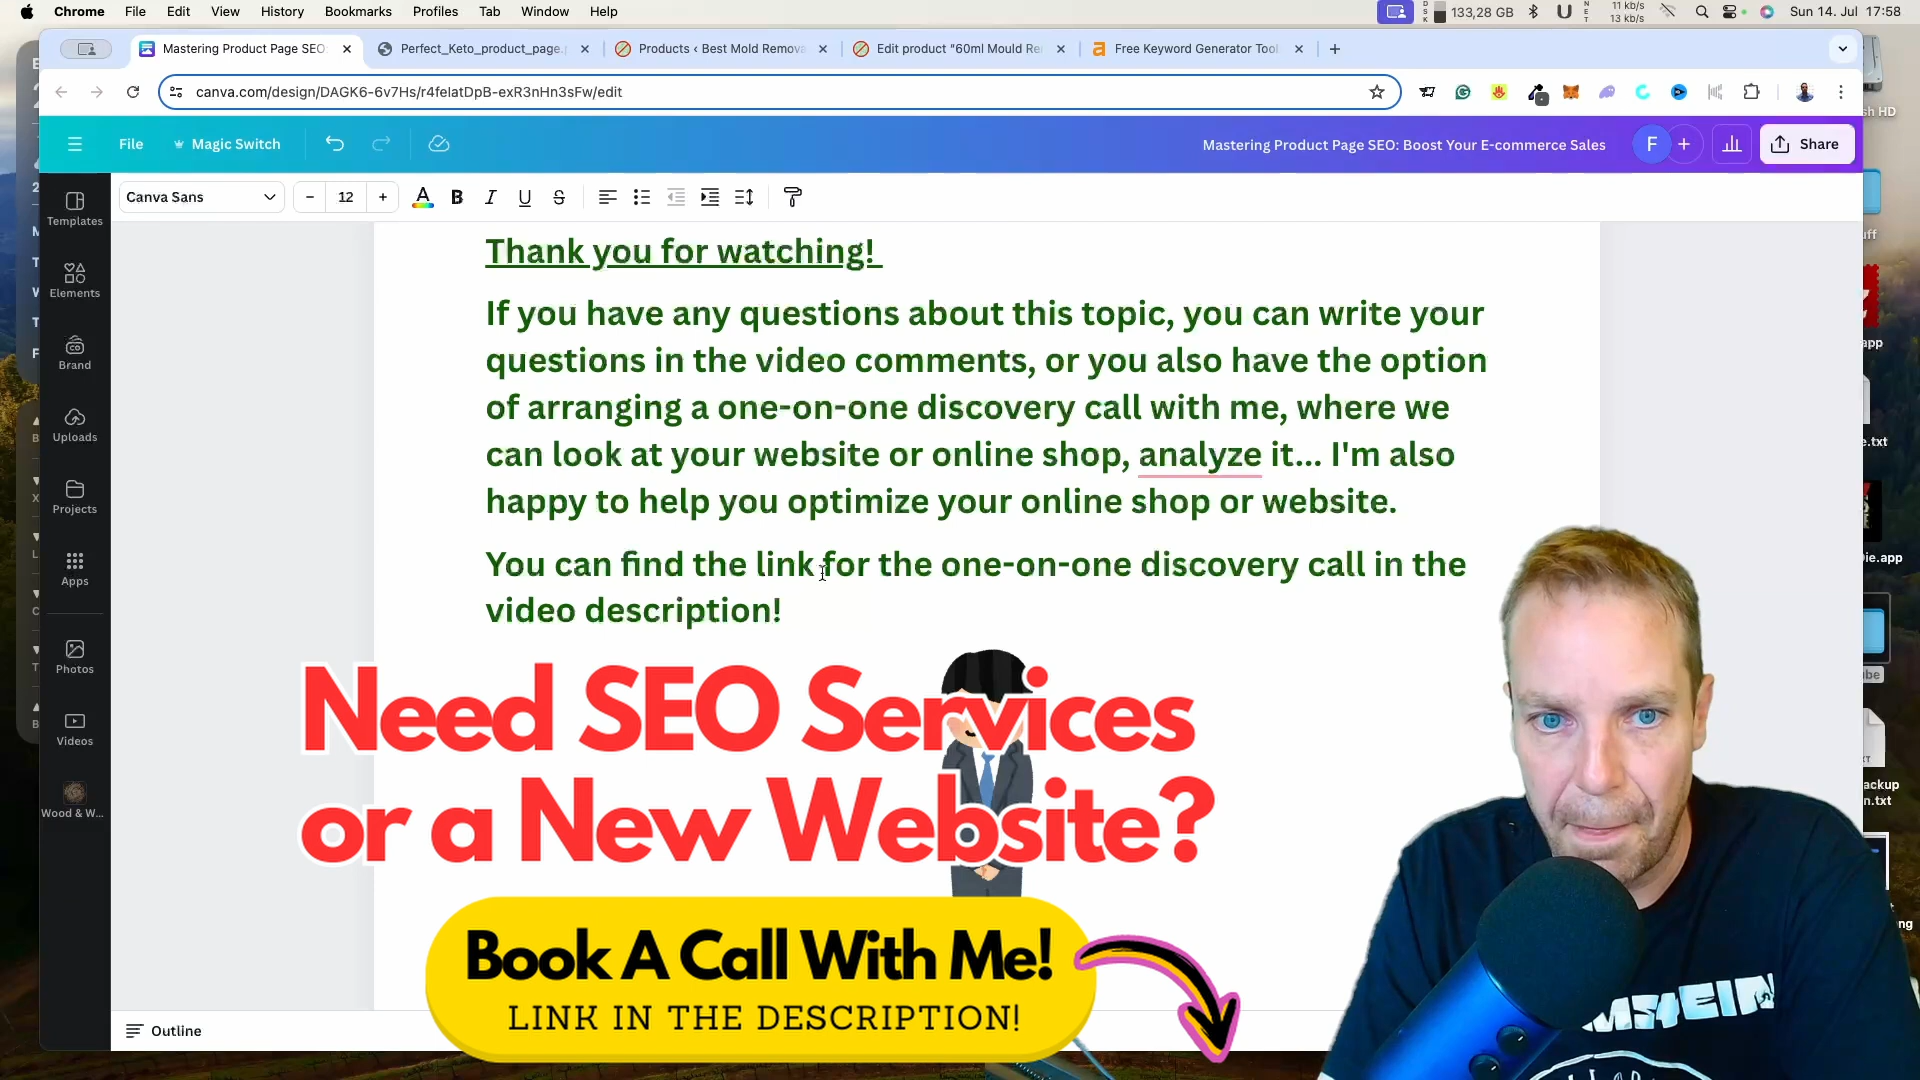 Chrome File Edit View History Bookmarks Profiles Tab Window Help
133,28 GB
11 kb/s
13 kb/s
Sun 14. Jul 17:58
Mastering Product Page SEO
Perfect_Keto_product_page.
Products ‹ Best Mold Remova
Edit product "60ml Mould Re
Free Keyword Generator Tool
canva.com/design/DAGK6-6v7Hs/r4felatDpB-exR3nHn3sFw/edit
File
Magic Switch
Mastering Product Page SEO: Boost Your E-commerce Sales
F
Share
Canva Sans
12
Templates
Elements
Brand
Uploads
Projects
Apps
Photos
Videos
Wood & W...
Thank you for watching!
If you have any questions about this topic, you can write your
questions in the video comments, or you also have the option
of arranging a one-on-one discovery call with me, where we
can look at your website or online shop, analyze it... I'm also
happy to help you optimize your online shop or website.
You can find the link for the one-on-one discovery call in the
video description!
Need SEO Services
or a New Website?
Book A Call With Me!
LINK IN THE DESCRIPTION!
Outline